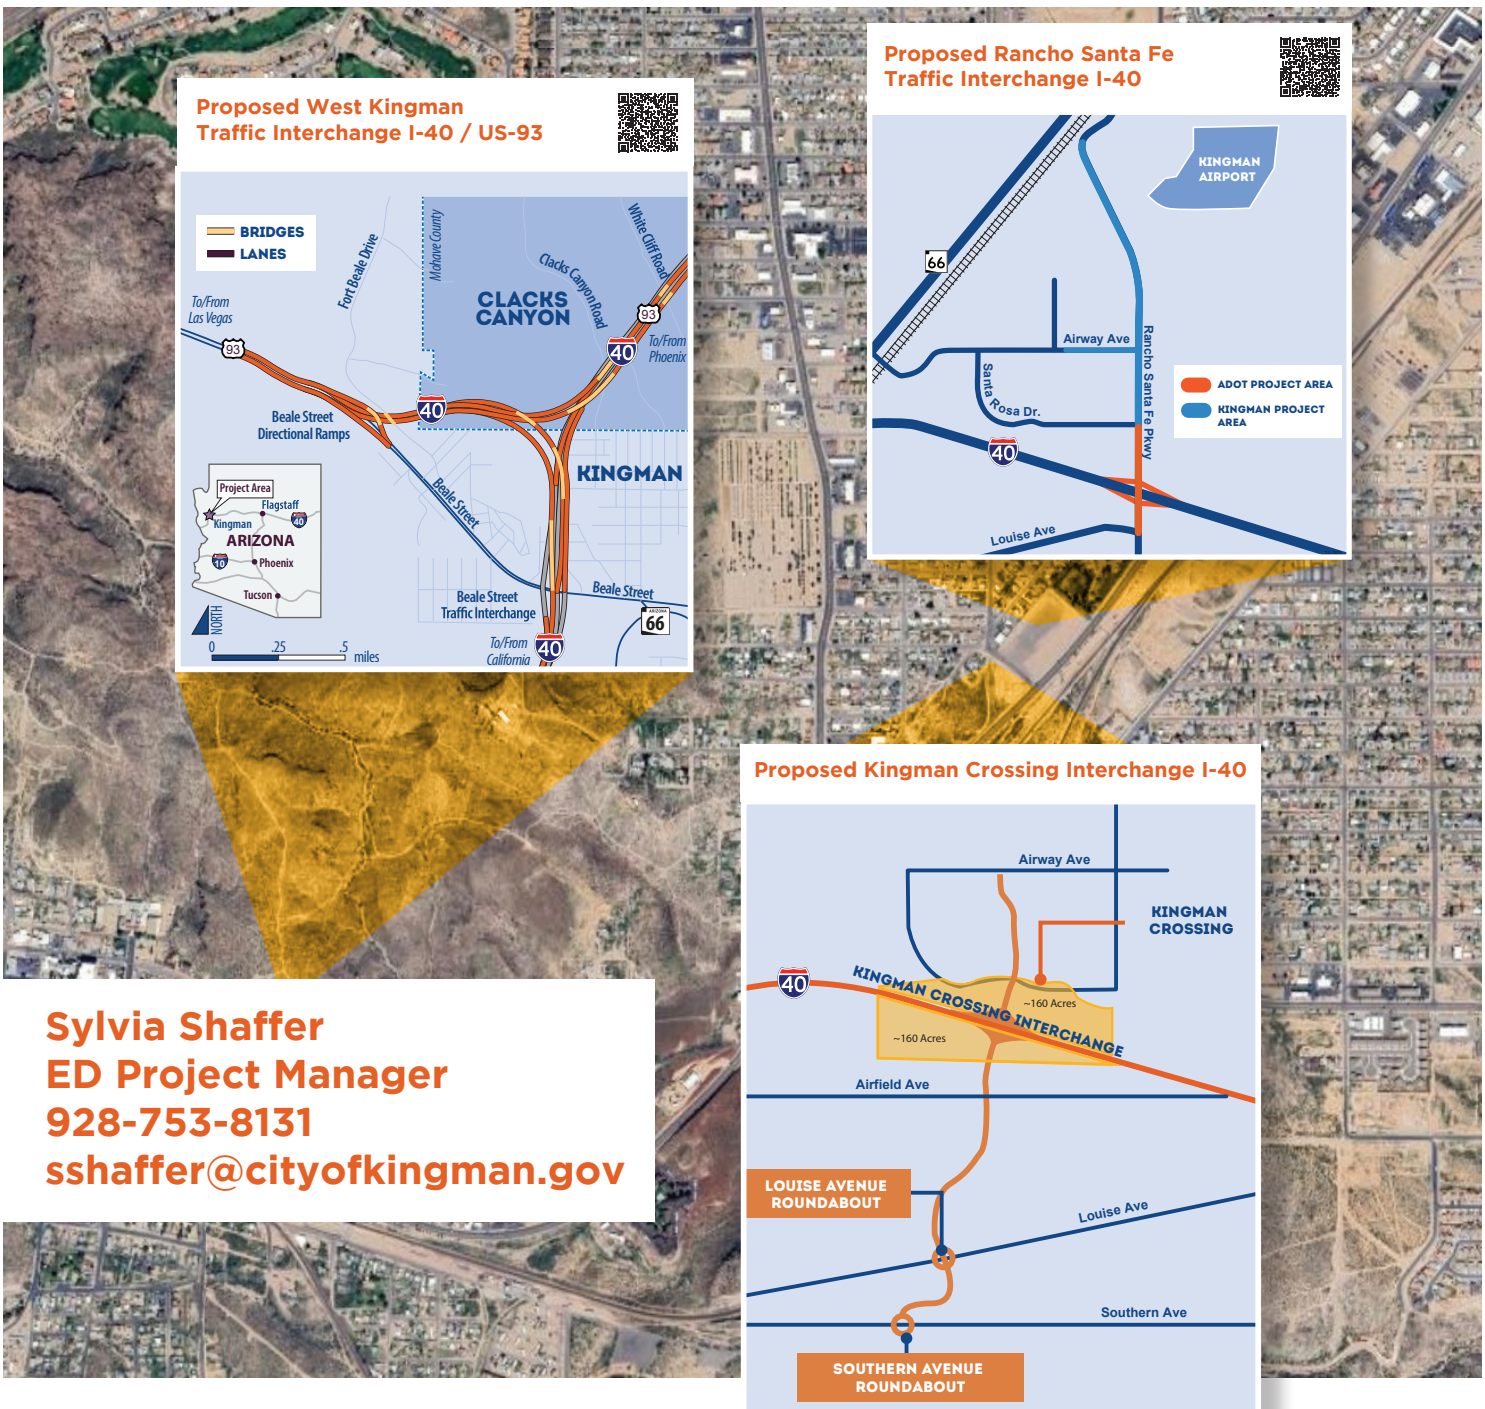 Proposed West Kingman
Traffic Interchange I-40 / US-93
BRIDGES
LANES
To/From
Las Vegas
93
Fort Beale Drive
Mohave County
CLACKS
CANYON
Clacks Canyon Road
White Cliff Road
93
40
To/From
Phoenix
40
Beale Street
Directional Ramps
KINGMAN
Beale Street
Project Area
Flagstaff
40
Kingman
ARIZONA
10
Phoenix
Tucson
NORTH
0 .25 .5 miles
Beale Street
Traffic Interchange
Beale Street
ARIZONA
66
To/From
California
40
Proposed Rancho Santa Fe
Traffic Interchange I-40
KINGMAN
AIRPORT
66
Airway Ave
Rancho Santa Fe Pkwy
Santa Rosa Dr.
ADOT PROJECT AREA
KINGMAN PROJECT
AREA
40
Louise Ave
Proposed Kingman Crossing Interchange I-40
Airway Ave
KINGMAN
CROSSING
40
KINGMAN CROSSING INTERCHANGE
~160 Acres
~160 Acres
Airfield Ave
LOUISE AVENUE
ROUNDABOUT
Louise Ave
Southern Ave
SOUTHERN AVENUE
ROUNDABOUT
Sylvia Shaffer
ED Project Manager
928-753-8131
sshaffer@cityofkingman.gov